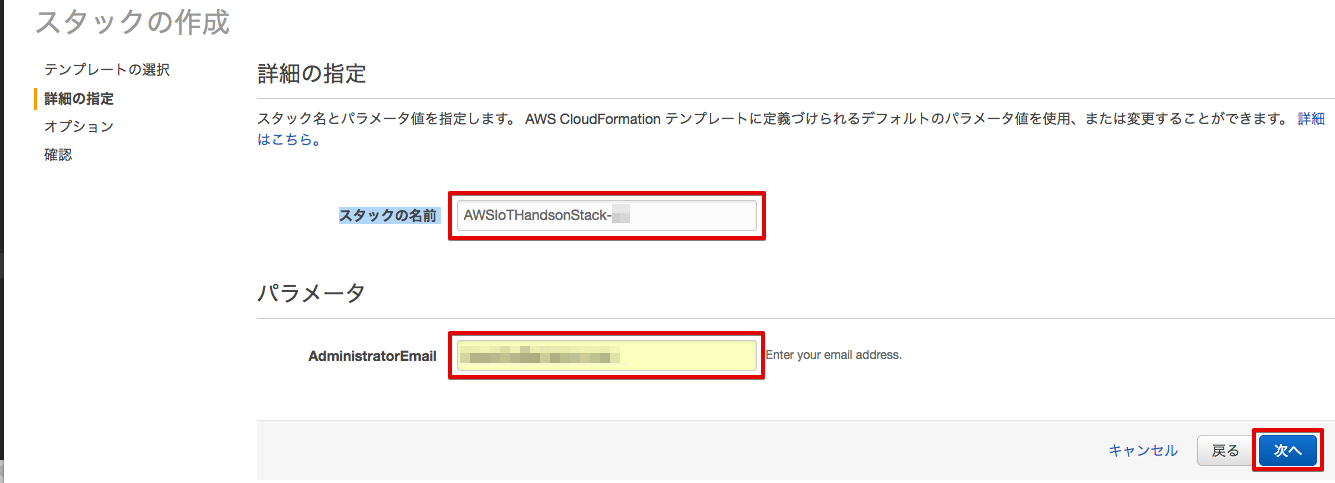 スタックの作成
テンプレートの選択
詳細の指定
オプション
確認
詳細の指定
スタック名とパラメータ値を指定します。 AWS CloudFormation テンプレートに定義づけられるデフォルトのパラメータ値を使用、または変更することができます。 詳細
はこちら。
スタックの名前 AWSIoTHandsonStack-
パラメータ
AdministratorEmail Enter your email address.
キャンセル 戻る 次へ